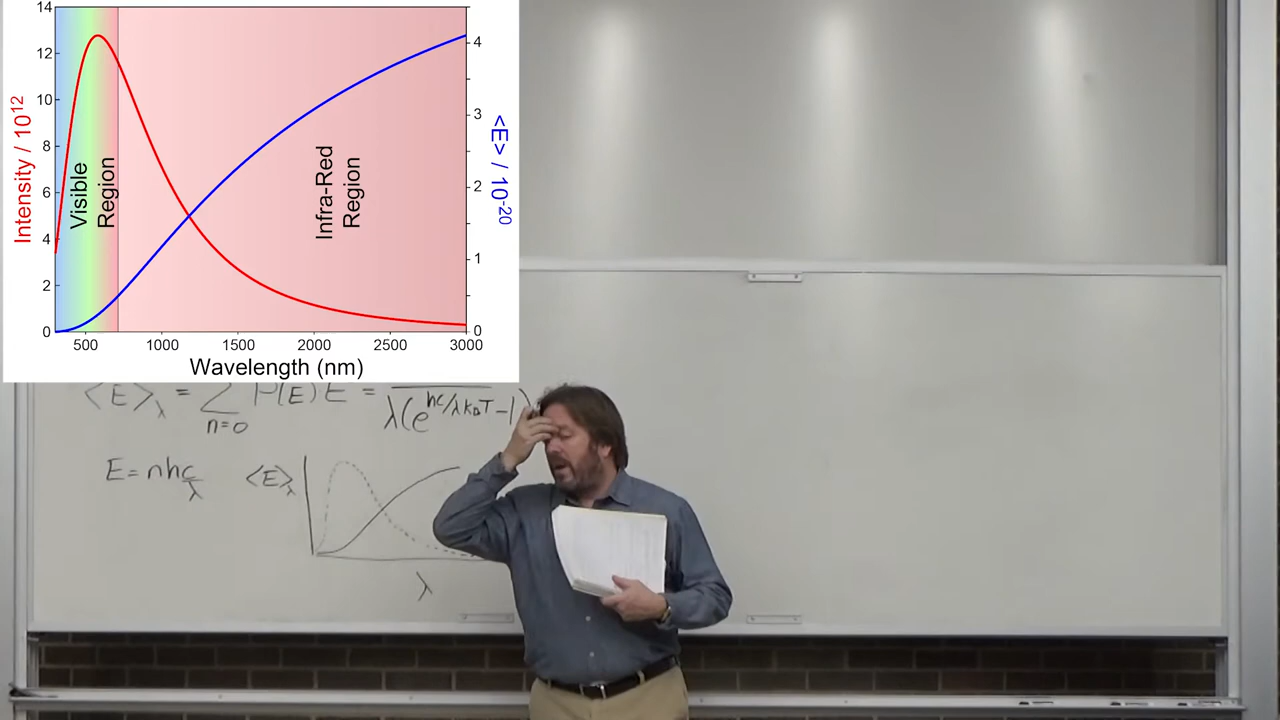 14
12
10
8
6
4
2
0
Intensity / 10^12
Visible
Region
Infra-Red
Region
4
3
2
1
0
<E> / 10^-20
500 1000 1500 2000 2500 3000
Wavelength (nm)
<E>λ = Σ n=0 P(E) E = λ(e^hc/λkBT -1)
E = nhc/λ
<E>λ
λ